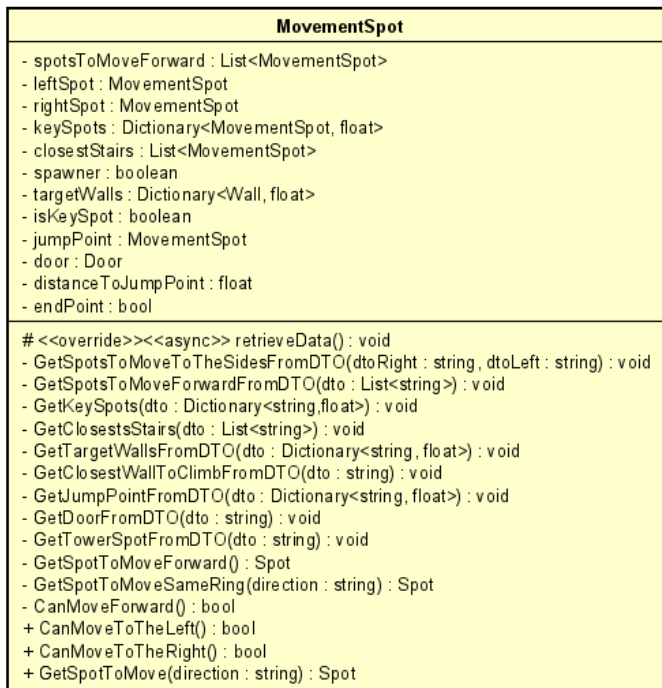 MovementSpot
- spotsToMoveForward : List<MovementSpot>
- leftSpot : MovementSpot
- rightSpot : MovementSpot
- keySpots : Dictionary<MovementSpot, float>
- closestStairs : List<MovementSpot>
- spawner : boolean
- targetWalls : Dictionary<Wall, float>
- isKeySpot : boolean
- jumpPoint : MovementSpot
- door : Door
- distanceToJumpPoint : float
- endPoint : bool
# <<override>><<async>> retrieveData() : void
- GetSpotsToMoveToTheSidesFromDTO(dtoRight : string, dtoLeft : string) : void
- GetSpotsToMoveForwardFromDTO(dto : List<string>) : void
- GetKeySpots(dto : Dictionary<string,float>) : void
- GetClosestsStairs(dto : List<string>) : void
- GetTargetWallsFromDTO(dto : Dictionary<string, float>) : void
- GetClosestWallToClimbFromDTO(dto : string) : void
- GetJumpPointFromDTO(dto : Dictionary<string, float>) : void
- GetDoorFromDTO(dto : string) : void
- GetTowerSpotFromDTO(dto : string) : void
- GetSpotToMoveForward() : Spot
- GetSpotToMoveSameRing(direction : string) : Spot
- CanMoveForward() : bool
+ CanMoveToTheLeft() : bool
+ CanMoveToTheRight() : bool
+ GetSpotToMove(direction : string) : Spot